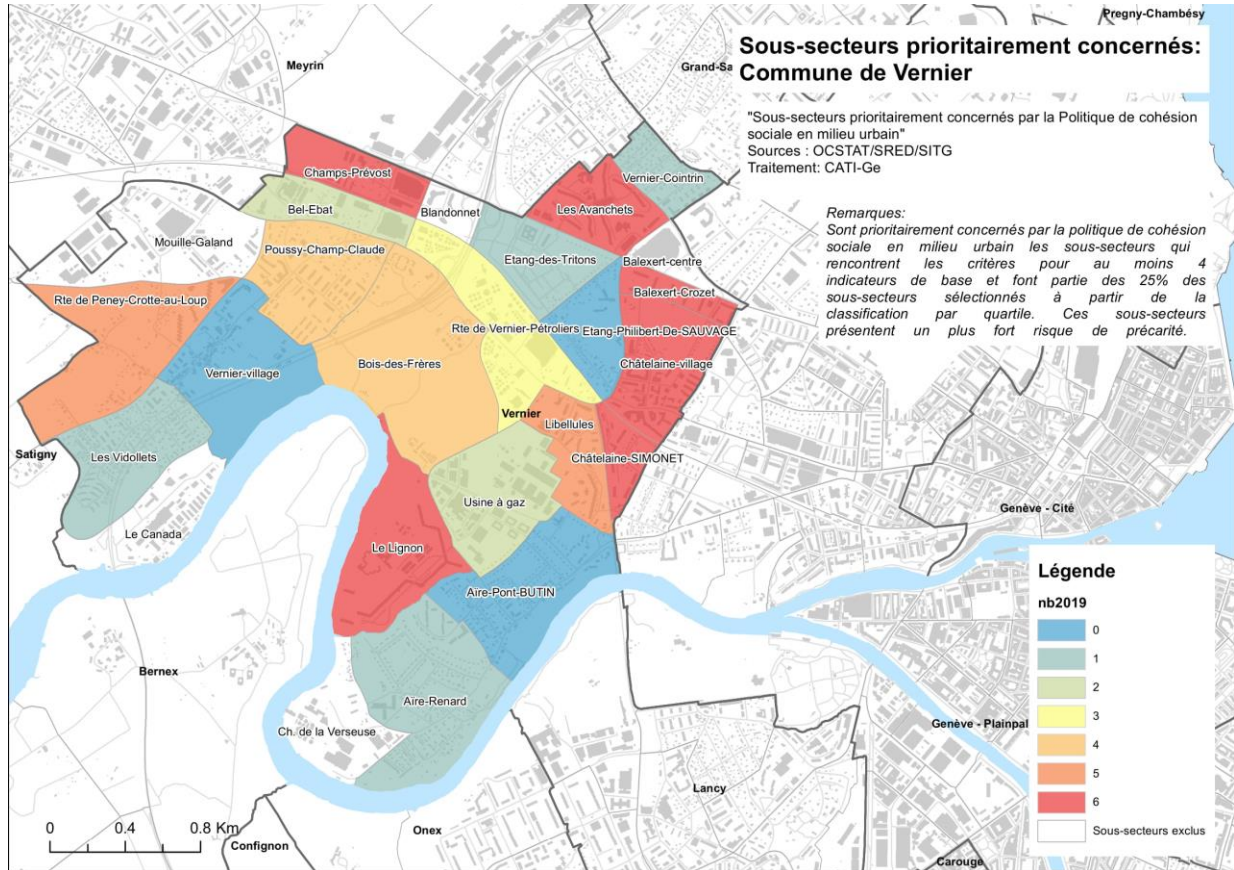 Pregny-Chambésy
Sous-secteurs prioritairement concernés:
Commune de Vernier
Meyrin
Grand-Sa
"Sous-secteurs prioritairement concernés par la Politique de cohésion
sociale en milieu urbain"
Sources : OCSTAT/SRED/SITG
Traitement: CATI-Ge
Remarques:
Sont prioritairement concernés par la politique de cohésion
sociale en milieu urbain les sous-secteurs qui
rencontrent les critères pour au moins 4
indicateurs de base et font partie des 25% des
sous-secteurs sélectionnés à partir de la
classification par quartile. Ces sous-secteurs
présentent un plus fort risque de précarité.
Champs-Prévost
Vernier-Cointrin
Bel-Ebat
Blandonnet
Les Avanchets
Mouille-Galand
Poussy-Champ-Claude
Etang-des-Tritons
Balexert-centre
Rte de Peney-Crotte-au-Loup
Balexert-Crozet
Rte de Vernier-Pétroliers
Etang-Philibert-De-SAUVAGE
Vernier-village
Bois-des-Frères
Châtelaine-village
Vernier
Libellules
Satigny
Les Vidollets
Châtelaine-SIMONET
Usine à gaz
Genève - Cité
Le Canada
Le Lignon
Aire-Pont-BUTIN
Bernex
Aire-Renard
Ch. de la Verseuse
Genève - Plainpal
Lancy
Onex
Confignon
Carouge
0 0.4 0.8 Km
Légende
nb2019
0
1
2
3
4
5
6
Sous-secteurs exclus